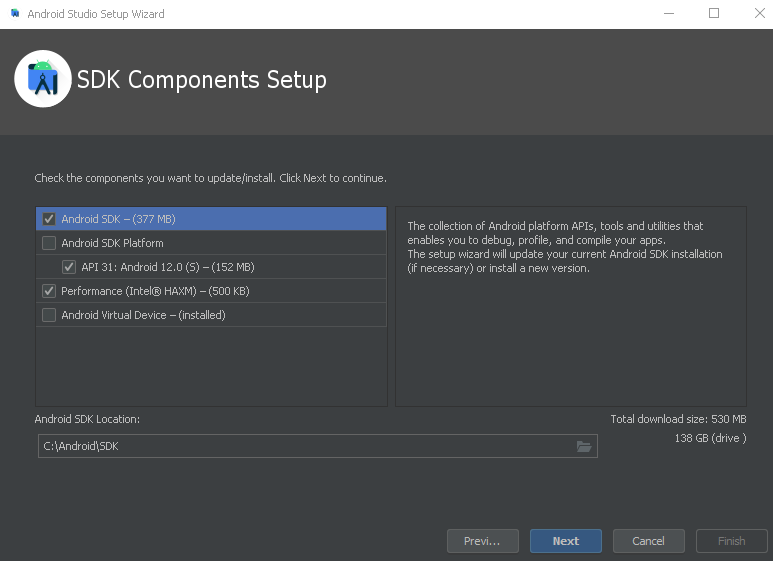 Android Studio Setup Wizard
SDK Components Setup
Check the components you want to update/install. Click Next to continue.
Android SDK – (377 MB)
Android SDK Platform
API 31: Android 12.0 (S) – (152 MB)
Performance (Intel® HAXM) – (500 KB)
Android Virtual Device – (installed)
The collection of Android platform APIs, tools and utilities that
enables you to debug, profile, and compile your apps.
The setup wizard will update your current Android SDK installation
(if necessary) or install a new version.
Android SDK Location:
Total download size: 530 MB
138 GB (drive )
C:\Android\SDK
Previ...
Next
Cancel
Finish